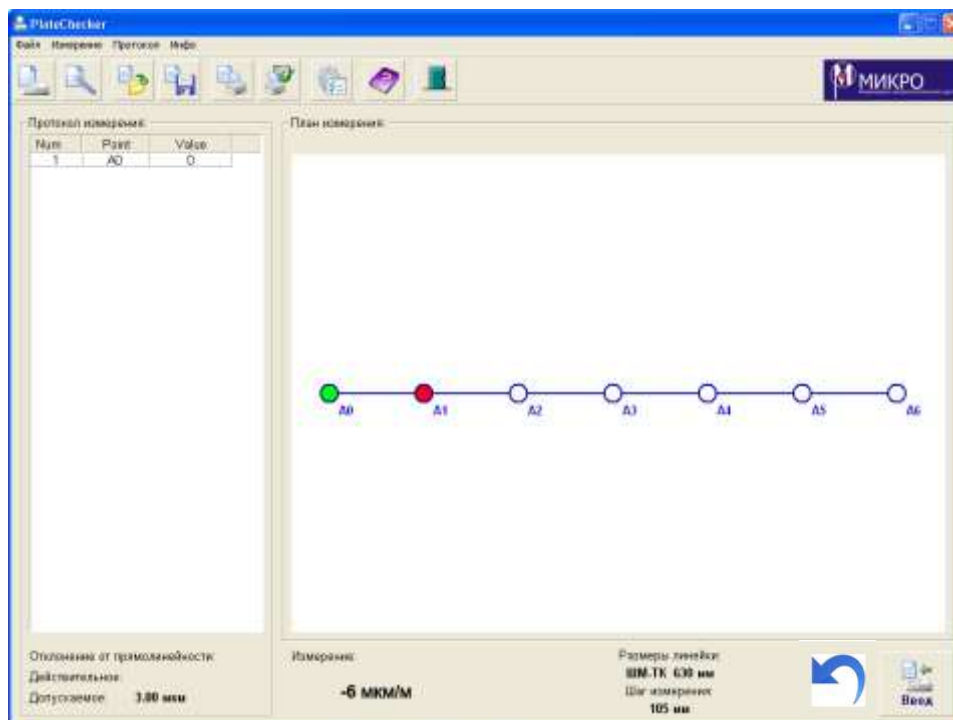 PlateChecker
Файл Измерение Протокол Инфо
МИКРО
Протокол измерения:
Num Point Value
1 A0 0
План измерения:
A0 A1 A2 A3 A4 A5 A6
Отклонение от прямолинейности:
Действительное:
Допускаемое: 3.00 мкм
Измерение:
-6 мкм/м
Размеры линейки:
ШМ-ТК 630 мм
Шаг измерения:
105 мм
Ввод